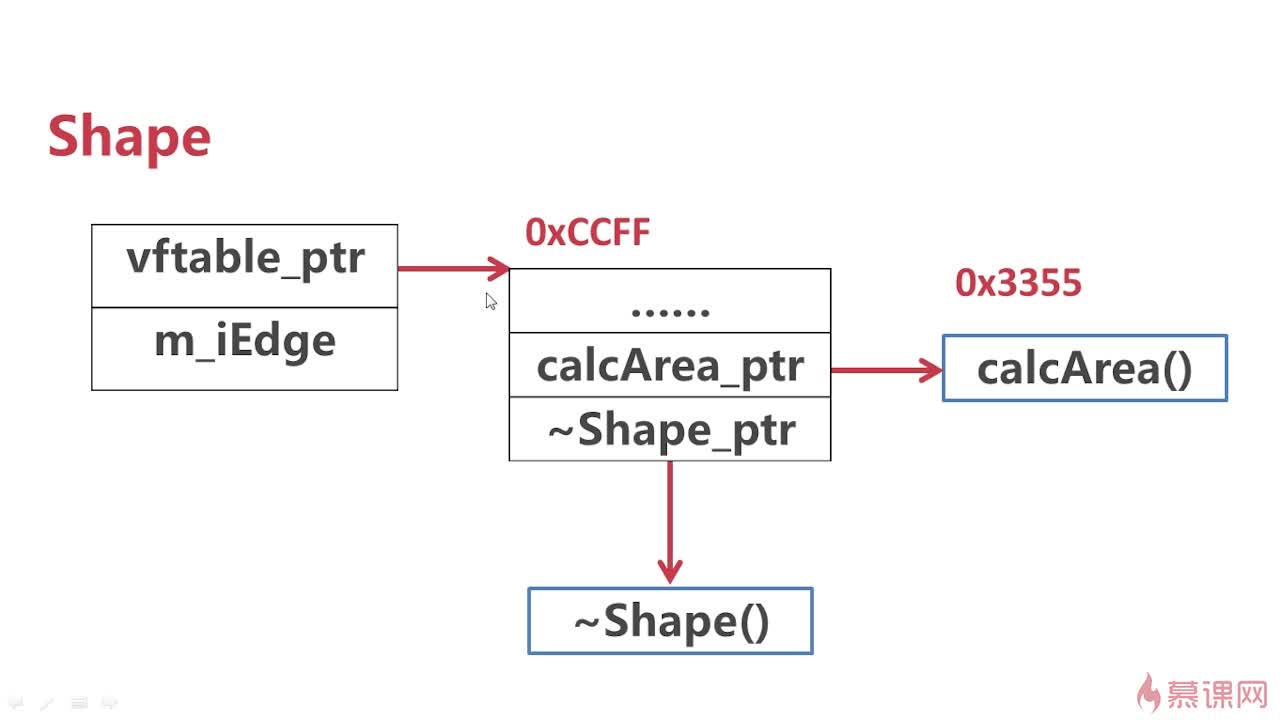 Shape
vftable_ptr
m_iEdge
0xCCFF
......
calcArea_ptr
~Shape_ptr
0x3355
calcArea()
~Shape()
慕课网